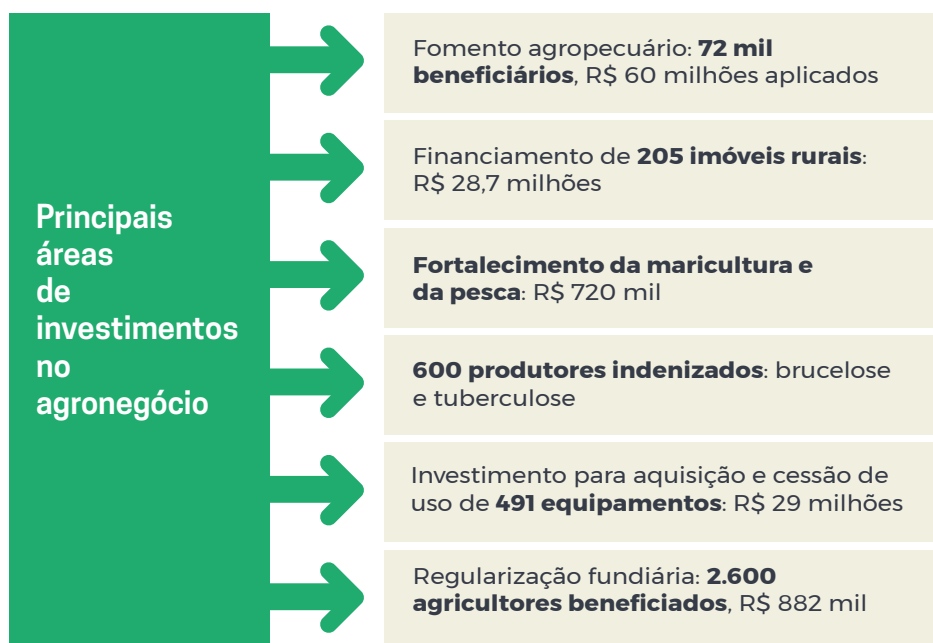 Principais
áreas
de
investimentos
no
agronegócio
Fomento agropecuário: 72 mil
beneficiários, R$ 60 milhões aplicados
Financiamento de 205 imóveis rurais:
R$ 28,7 milhões
Fortalecimento da maricultura e
da pesca: R$ 720 mil
600 produtores indenizados: brucelose
e tuberculose
Investimento para aquisição e cessão de
uso de 491 equipamentos: R$ 29 milhões
Regularização fundiária: 2.600
agricultores beneficiados, R$ 882 mil